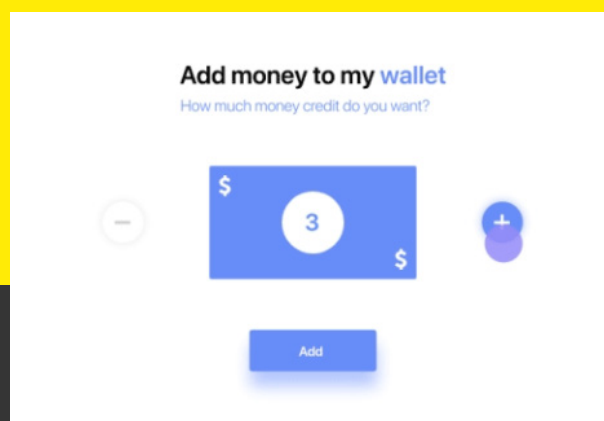 Add money to my wallet
How much money credit do you want?
$
3
$
Add